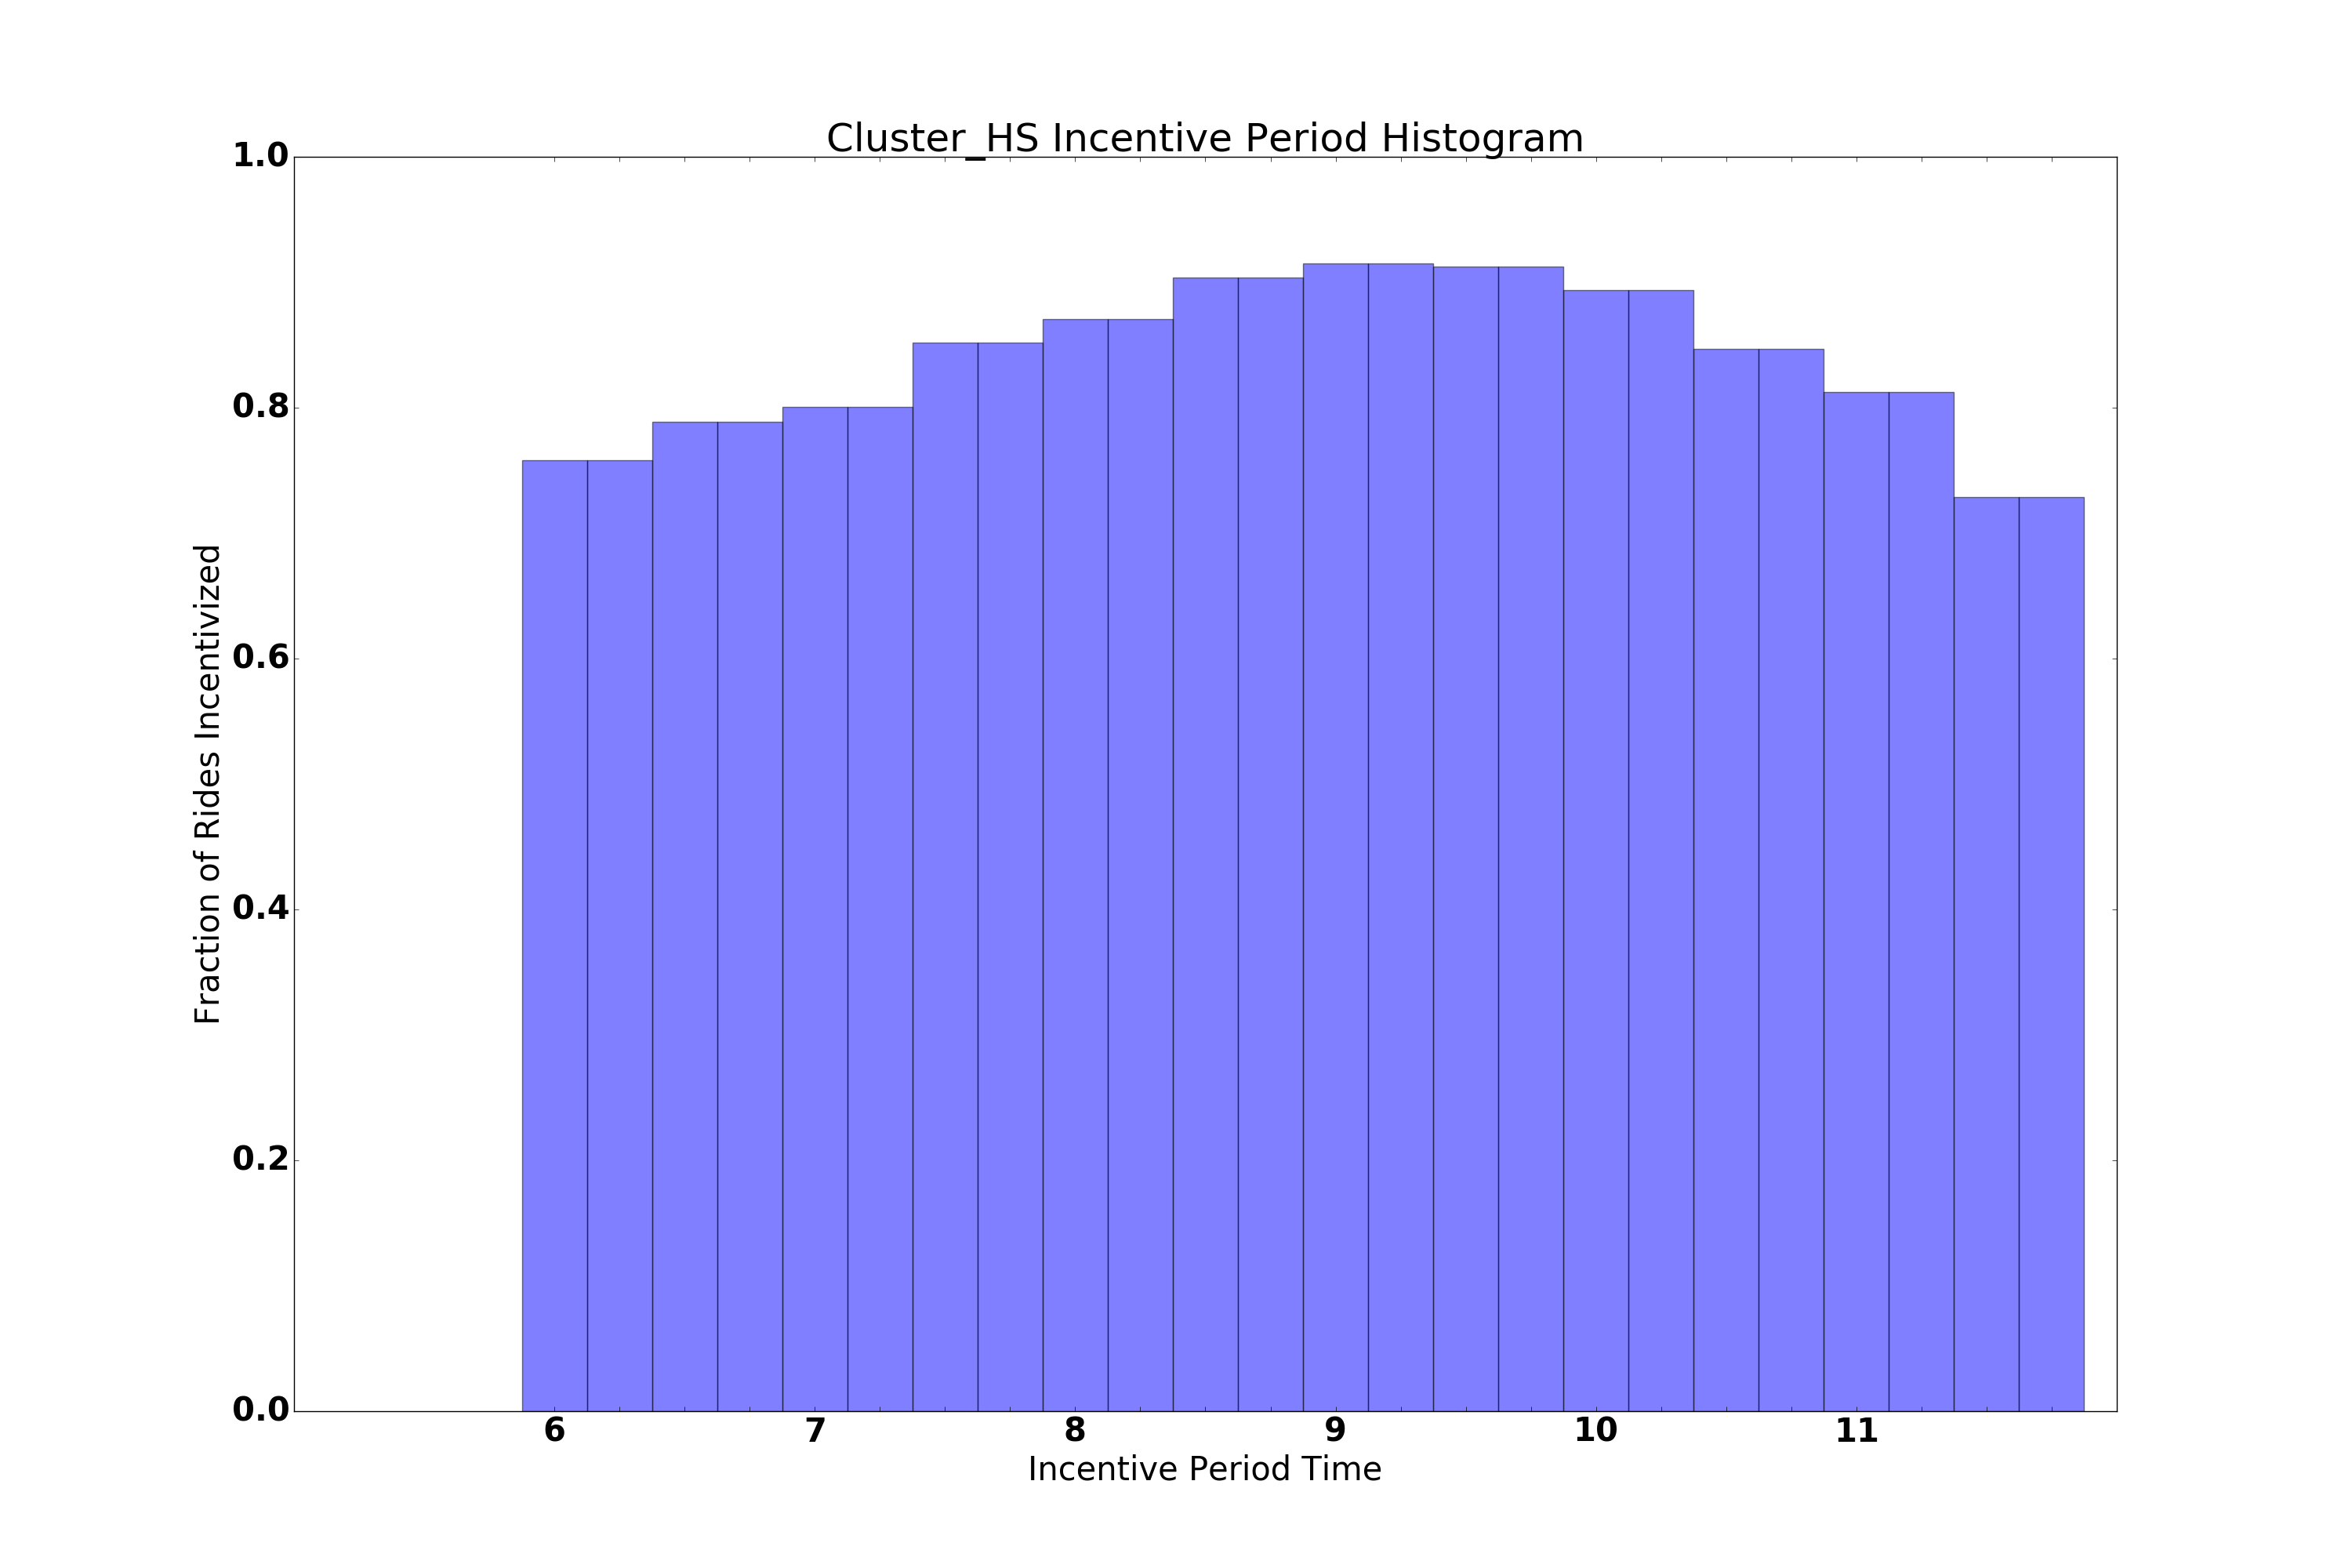 Cluster_HS Incentive Period Histogram
1.0
0.8
0.6
0.4
0.2
0.0
Fraction of Rides Incentivized
6 7 8 9 10 11
Incentive Period Time